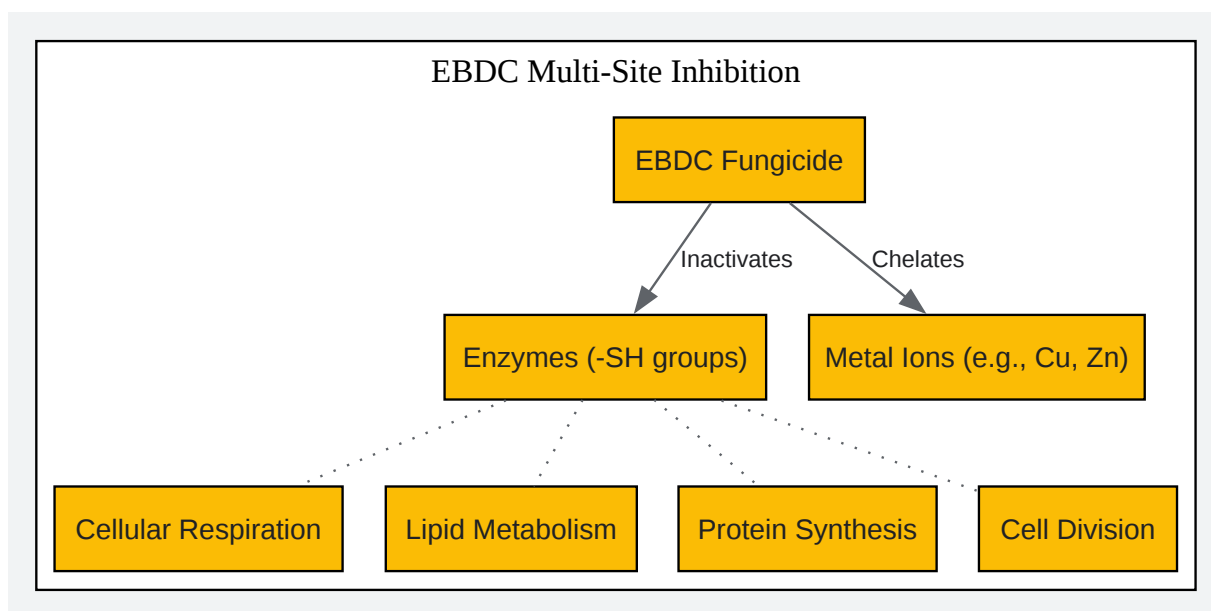 EBDC Multi-Site Inhibition
EBDC Fungicide
Inactivates
Chelates
Enzymes (-SH groups)
Metal Ions (e.g., Cu, Zn)
Cellular Respiration
Lipid Metabolism
Protein Synthesis
Cell Division